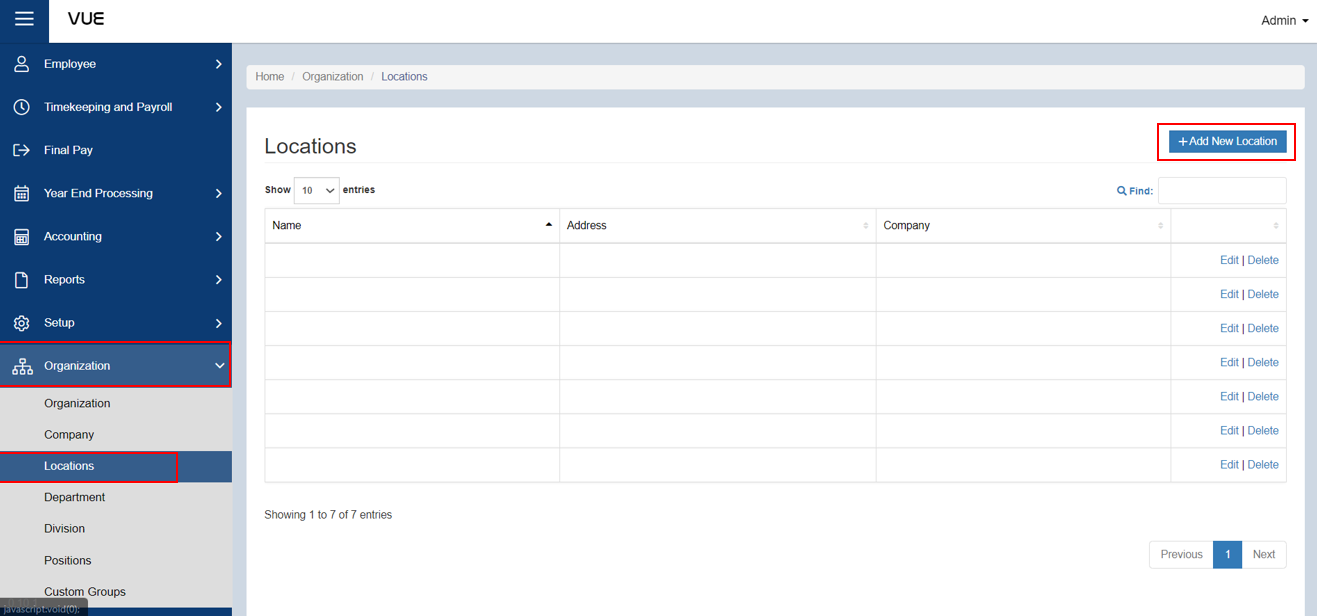 VUE
Admin
Employee
Timekeeping and Payroll
Final Pay
Year End Processing
Accounting
Reports
Setup
Organization
Organization
Company
Locations
Department
Division
Positions
Custom Groups
javascript:void(0);
Home / Organization / Locations
Locations
+Add New Location
Show 10 entries
Find:
Name Address Company
Edit | Delete
Edit | Delete
Edit | Delete
Edit | Delete
Edit | Delete
Edit | Delete
Edit | Delete
Showing 1 to 7 of 7 entries
Previous 1 Next